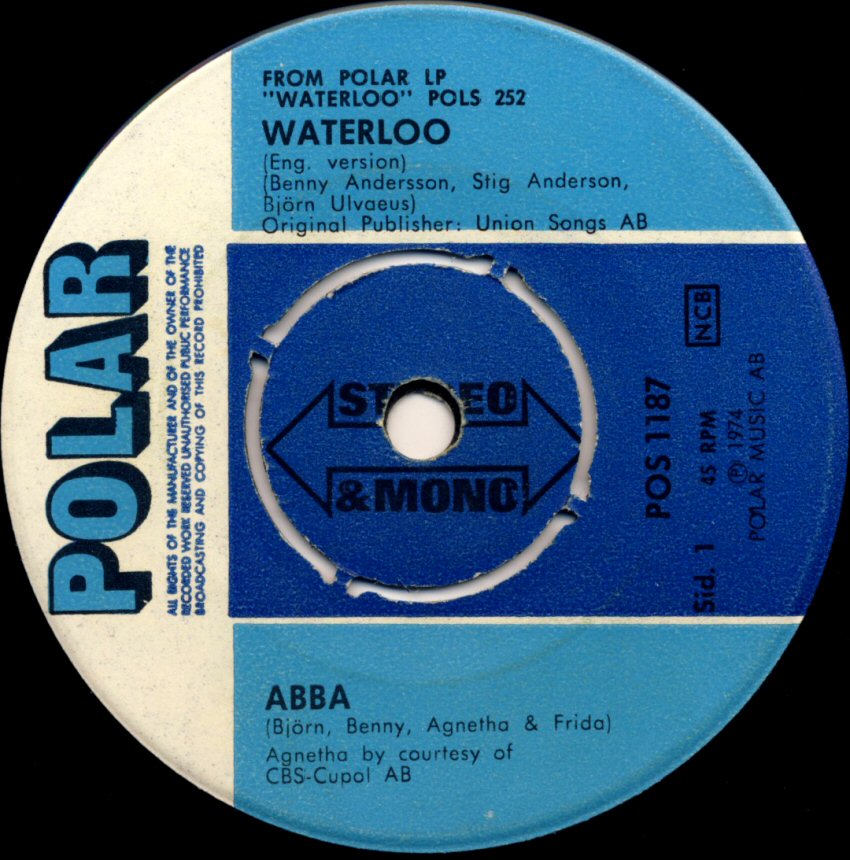 FROM POLAR LP
"WATERLOO" POLS 252
WATERLOO
(Eng. version)
(Benny Andersson, Stig Anderson,
Björn Ulvaeus)
Original Publisher: Union Songs AB
POLAR
ALL RIGHTS OF THE MANUFACTURER AND OF THE OWNER OF THE
RECORDED WORK RESERVED UNAUTHORISED PUBLIC PERFORMANCE
BROADCASTING AND COPYING OF THIS RECORD PROHIBITED
&MONO
NCB
POS 1187
Sid. 1 45 RPM
℗ 1974
POLAR MUSIC AB
ABBA
(Björn, Benny, Agnetha & Frida)
Agnetha by courtesy of
CBS-Cupol AB